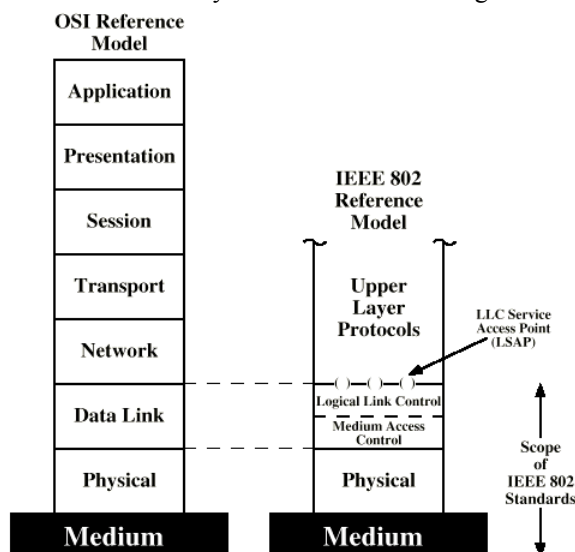 OSI Reference
Model
Application
Presentation
Session
Transport
Network
Data Link
Physical
Medium
IEEE 802
Reference
Model
Upper
Layer
Protocols
LLC Service
Access Point
(LSAP)
Logical Link Control
Medium Access
Control
Physical
Medium
Scope
of
IEEE 802
Standards